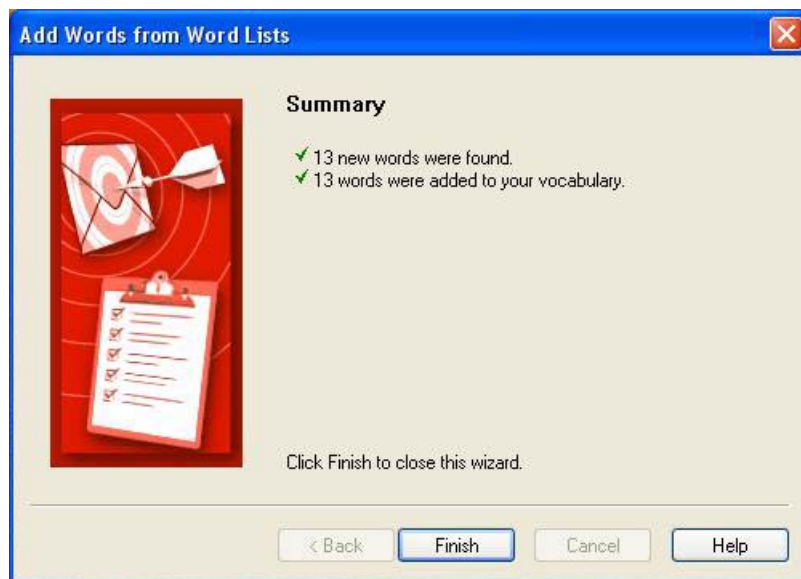 Add Words from Word Lists
Summary
13 new words were found.
13 words were added to your vocabulary.
Click Finish to close this wizard.
< Back Finish Cancel Help